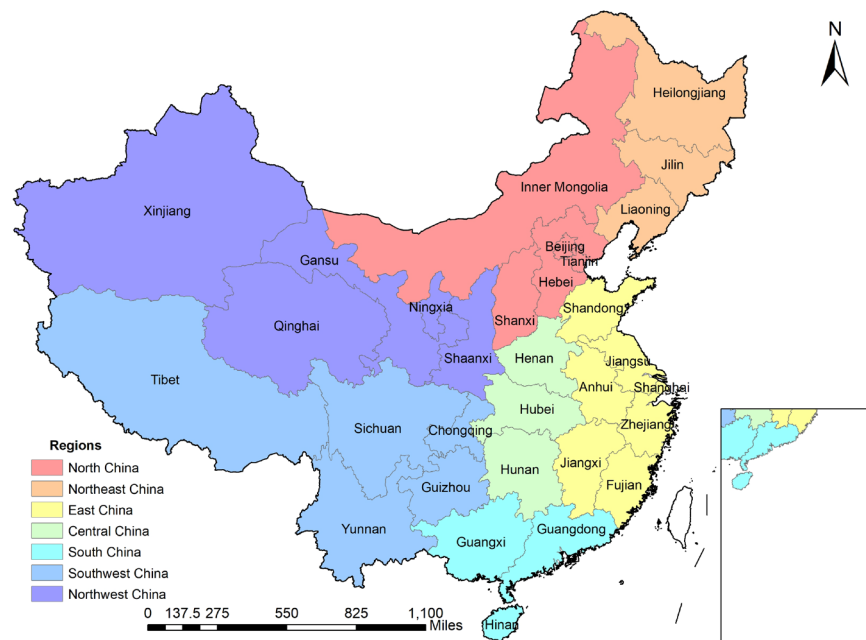 N
Heilongjiang
Jilin
Inner Mongolia
Liaoning
Xinjiang
Beijing
Gansu
Tianjin
Hebei
Ningxia
Shandong
Qinghai
Shanxi
Shaanxi
Henan
Jiangsu
Tibet
Anhui
Shanghai
Hubei
Sichuan
Chongqing
Zhejiang
Hunan
Jiangxi
Guizhou
Fujian
Yunnan
Guangdong
Guangxi
Hinan
Regions
North China
Northeast China
East China
Central China
South China
Southwest China
Northwest China
0 137.5 275 550 825 1,100
Miles